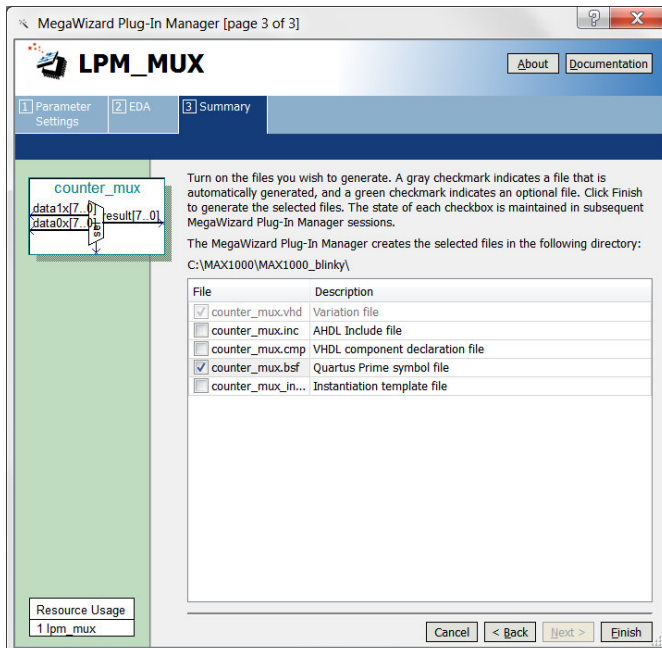 MegaWizard Plug-In Manager [page 3 of 3]
LPM_MUX
About
Documentation
1 Parameter Settings
2 EDA
3 Summary
counter_mux
data1x[7..0]
data0x[7..0]
sel
result[7..0]
Turn on the files you wish to generate. A gray checkmark indicates a file that is
automatically generated, and a green checkmark indicates an optional file. Click Finish
to generate the selected files. The state of each checkbox is maintained in subsequent
MegaWizard Plug-In Manager sessions.
The MegaWizard Plug-In Manager creates the selected files in the following directory:
C:\MAX1000\MAX1000_blinky\
File Description
counter_mux.vhd Variation file
counter_mux.inc AHDL Include file
counter_mux.cmp VHDL component declaration file
counter_mux.bsf Quartus Prime symbol file
counter_mux_in... Instantiation template file
Resource Usage
1 lpm_mux
Cancel
< Back
Next >
Finish